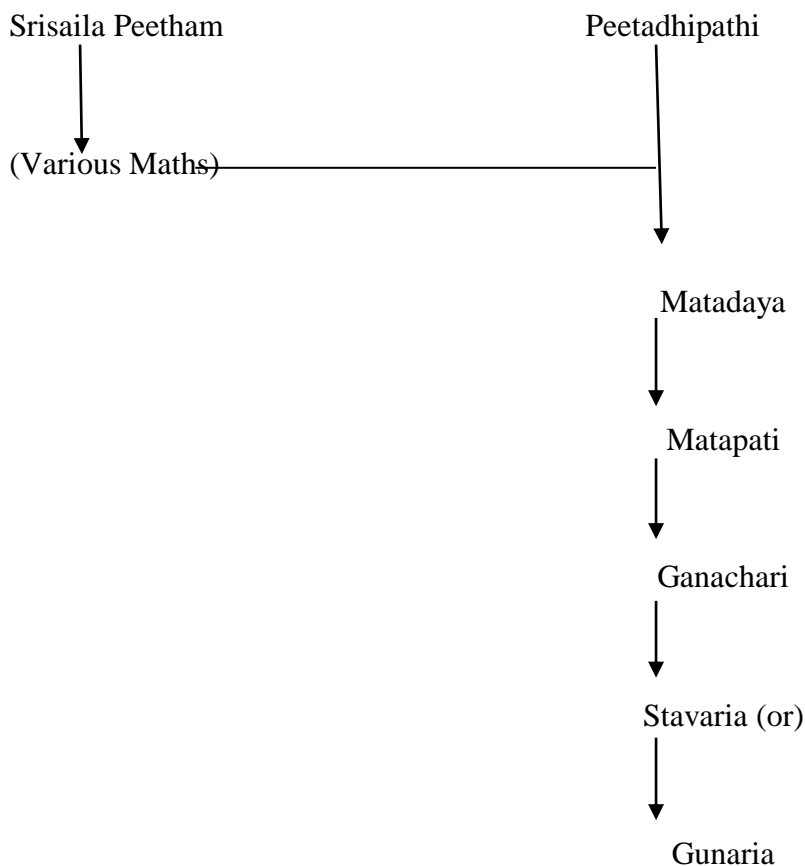 Srisaila Peetham
Peetadhipathi
(Various Maths)
Matadaya
Matapati
Ganachari
Stavaria (or)
Gunaria